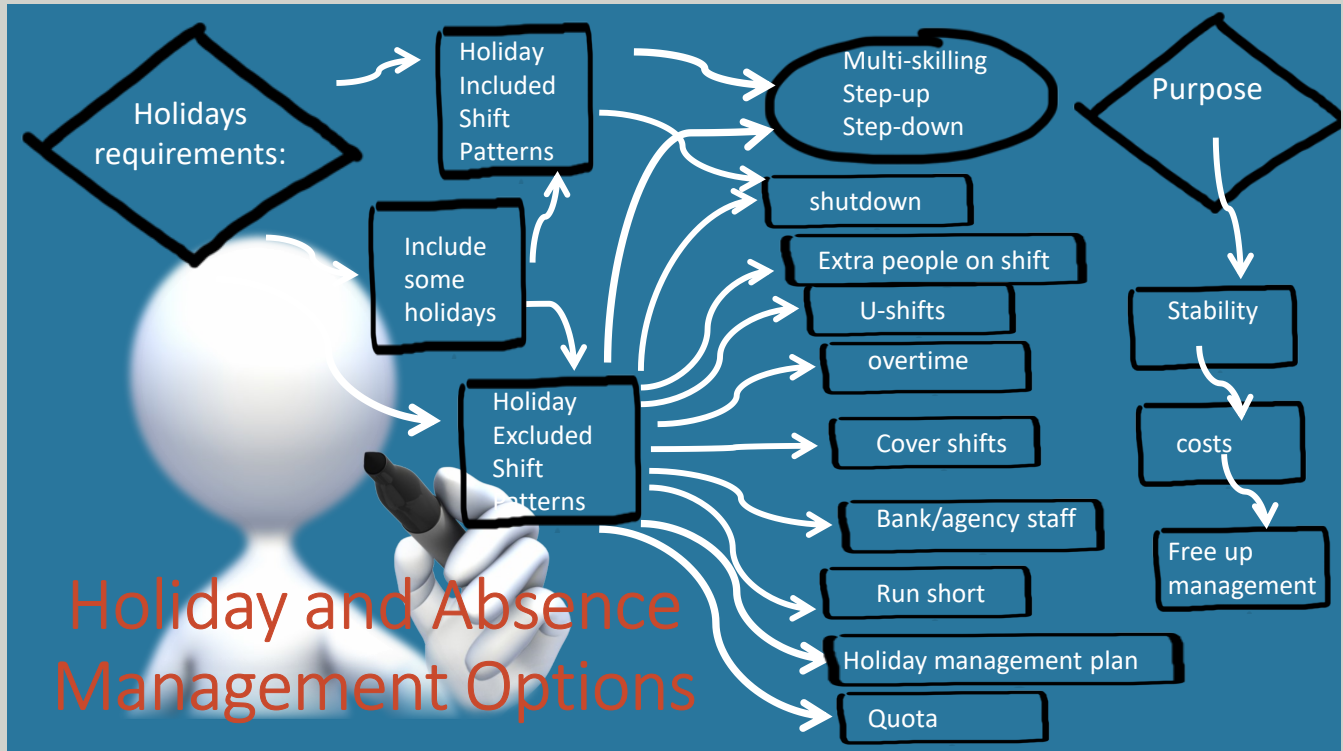 Holidays
requirements:
Holiday
Included
Shift
Patterns
Include
some
holidays
Holiday
Excluded
Shift
Patterns
Multi-skilling
Step-up
Step-down
shutdown
Extra people on shift
U-shifts
overtime
Cover shifts
Bank/agency staff
Run short
Holiday management plan
Quota
Purpose
Stability
costs
Free up
management
Holiday and Absence
Management Options